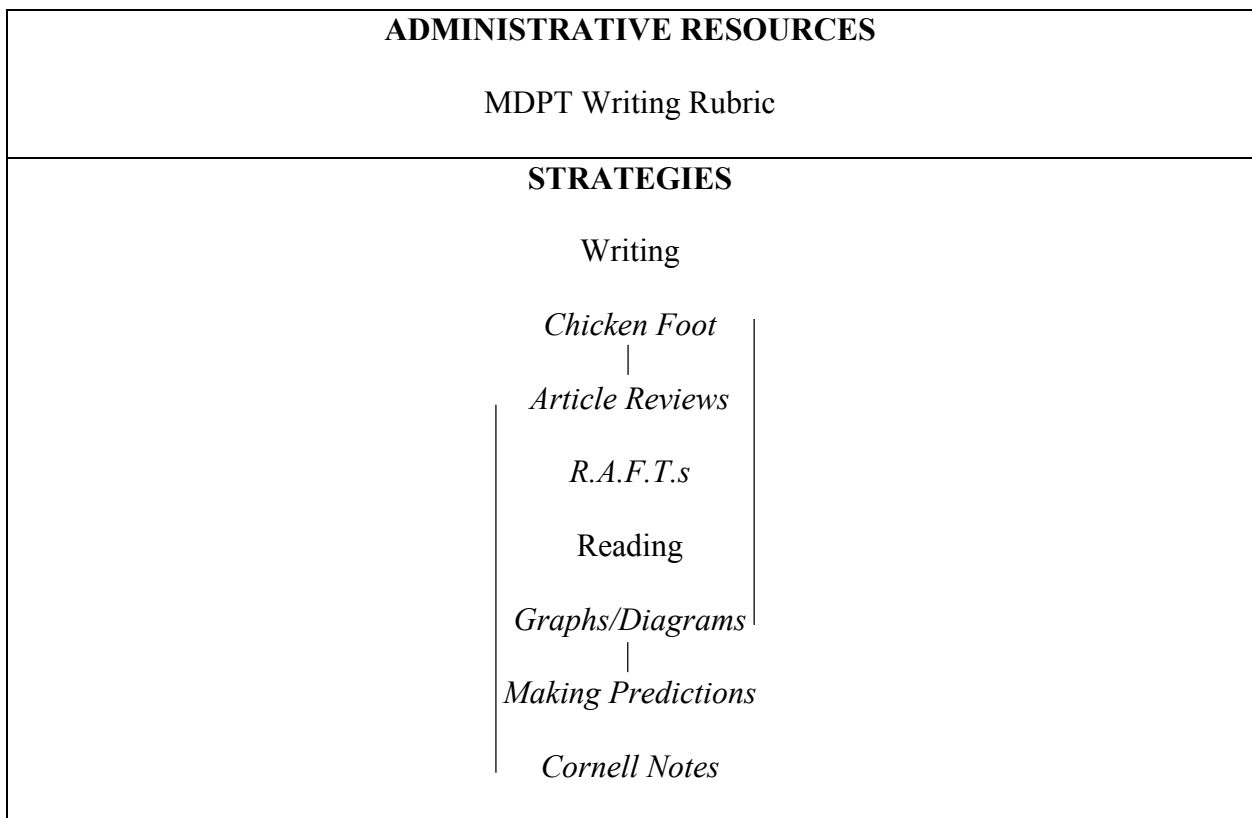 ADMINISTRATIVE RESOURCES
MDPT Writing Rubric
STRATEGIES
Writing
Chicken Foot
Article Reviews
R.A.F.T.s
Reading
Graphs/Diagrams
Making Predictions
Cornell Notes